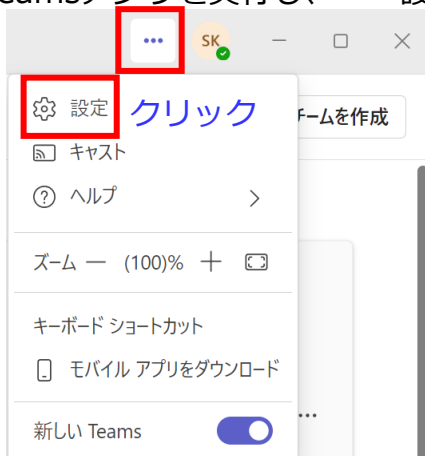 Teamsアプリを実行し、
SK
設定 クリック
チームを作成
キャスト
ヘルプ
ズーム — (100)% +
キーボード ショートカット
モバイル アプリをダウンロード
新しい Teams